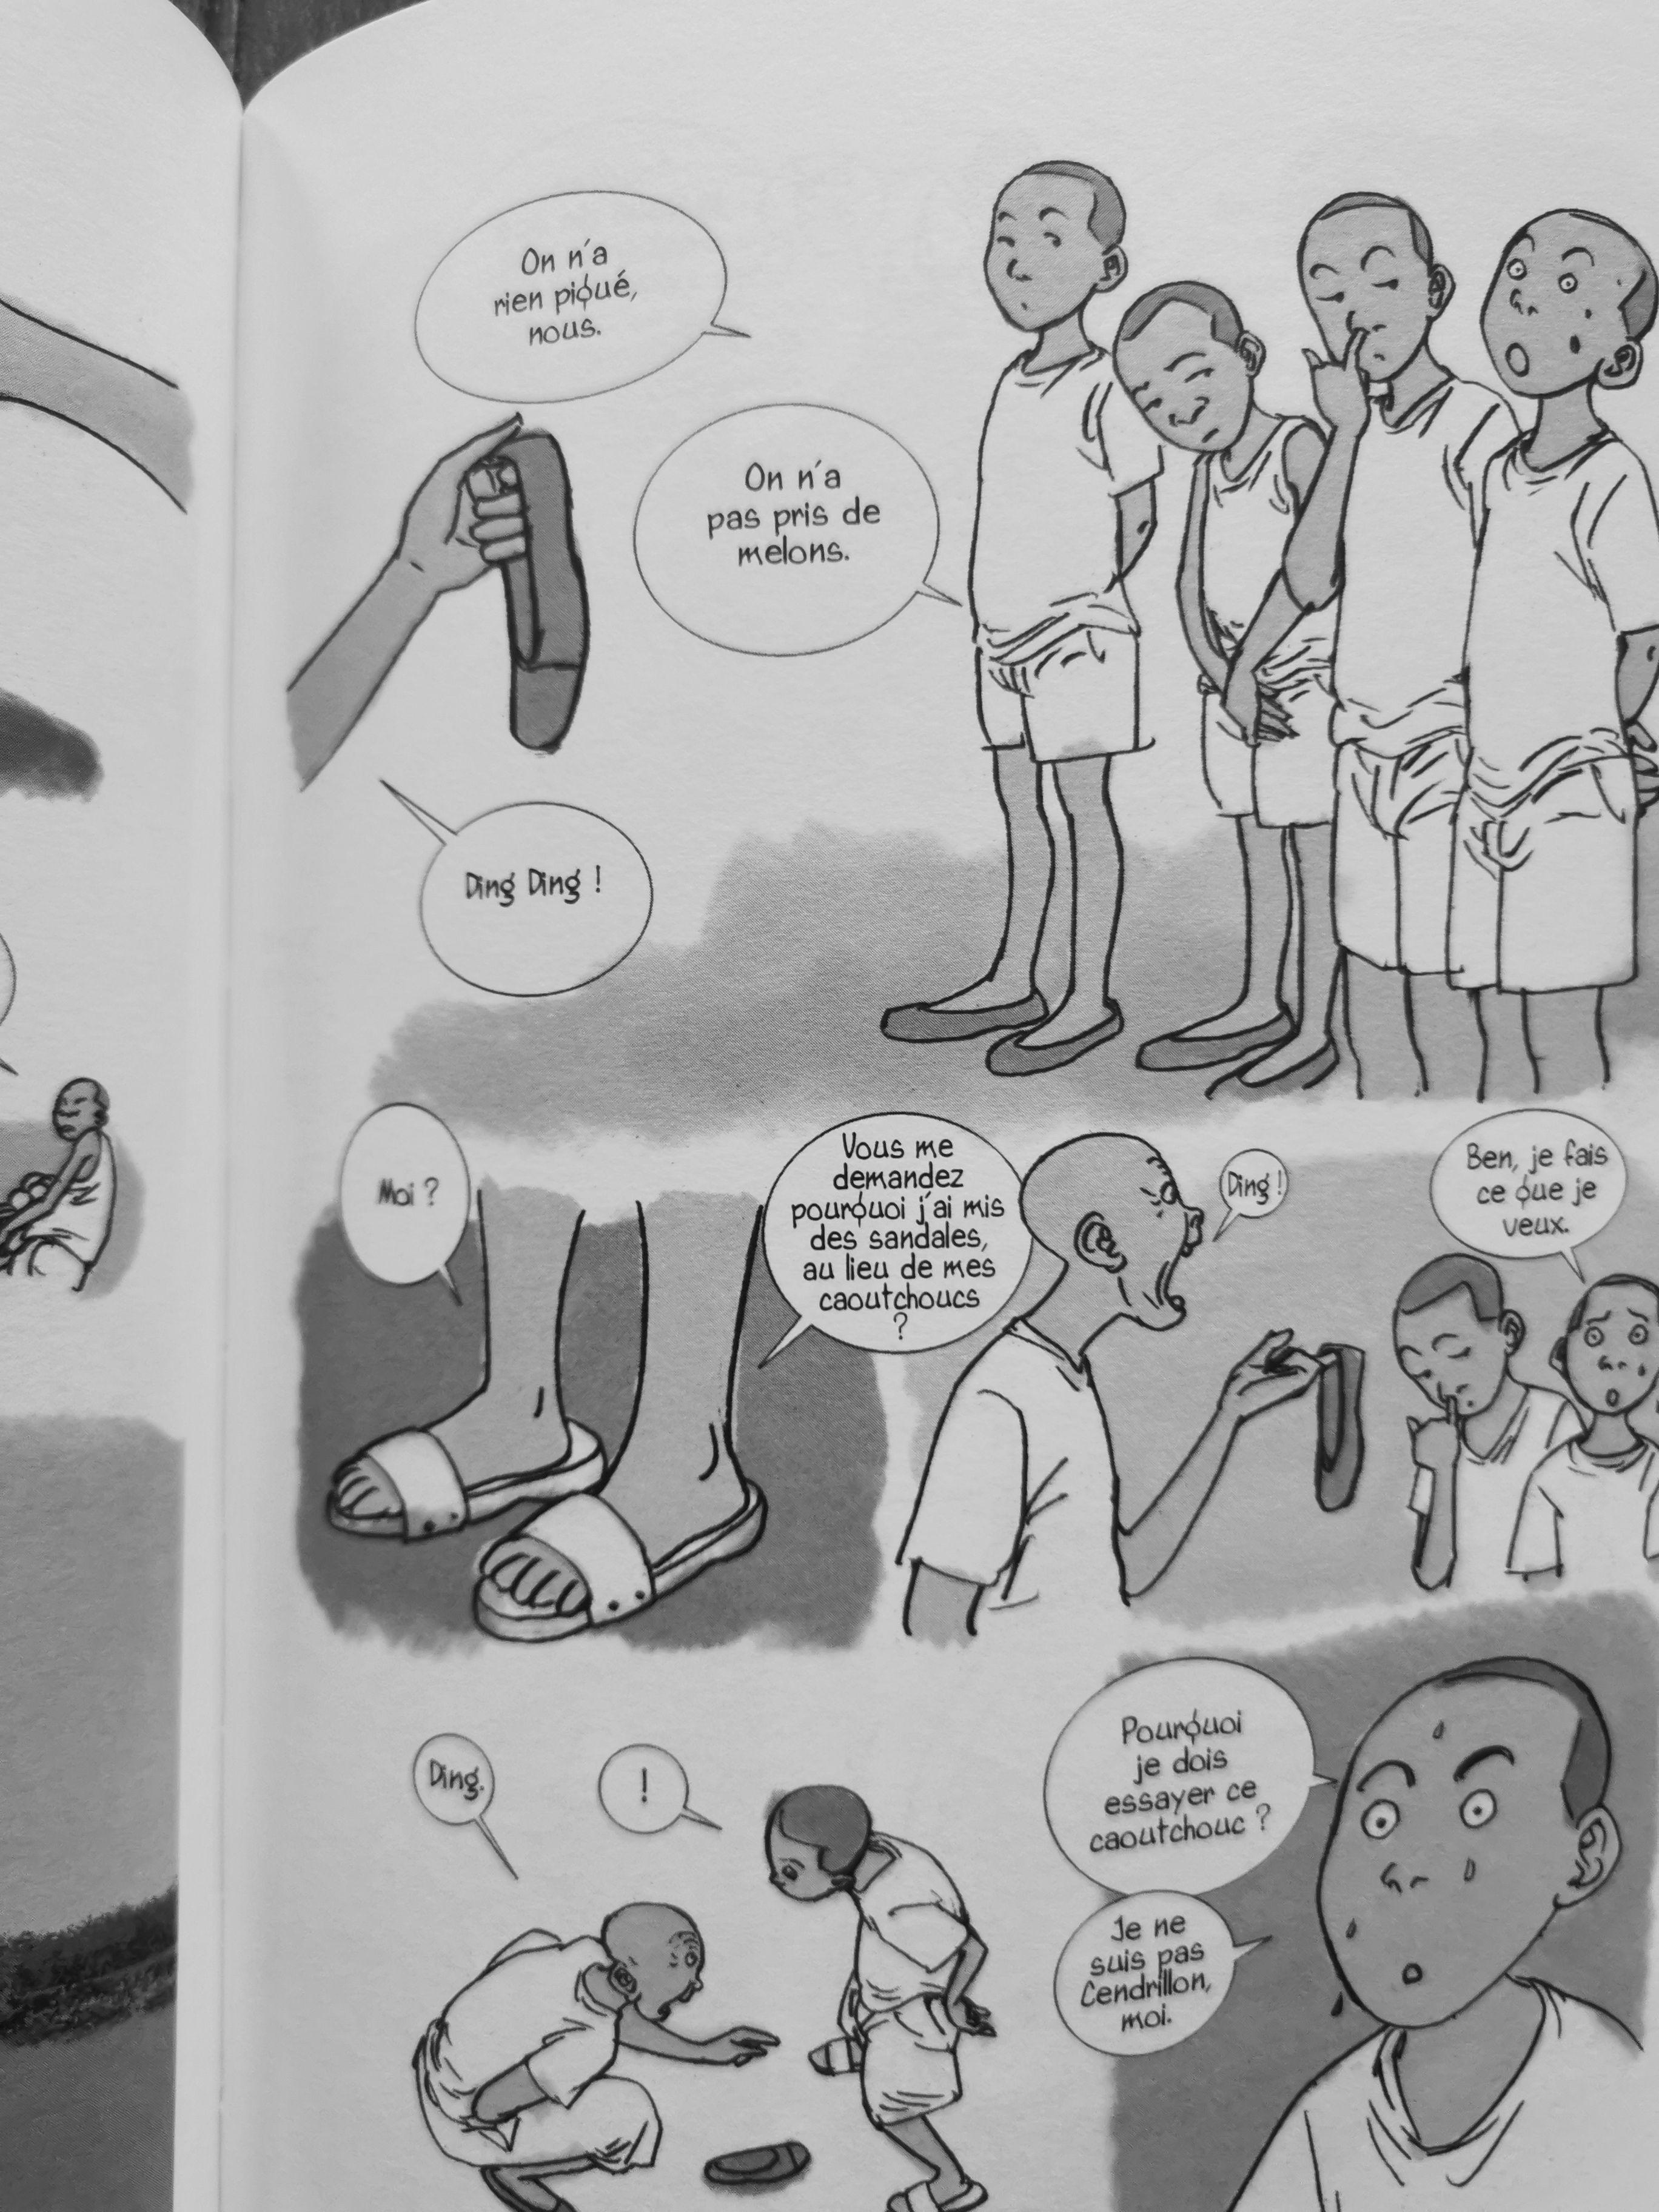 On n'a
rien piqué,
nous.
On n'a
pas pris de
melons.
Ding Ding !
Moi ?
Vous me
demandez
pourquoi j'ai mis
des sandales,
au lieu de mes
caoutchoucs
?
Ding !
Ben, je fais
ce que je
veux.
Ding.
!
Pourquoi
je dois
essayer ce
caoutchouc ?
Je ne
suis pas
Cendrillon,
moi.